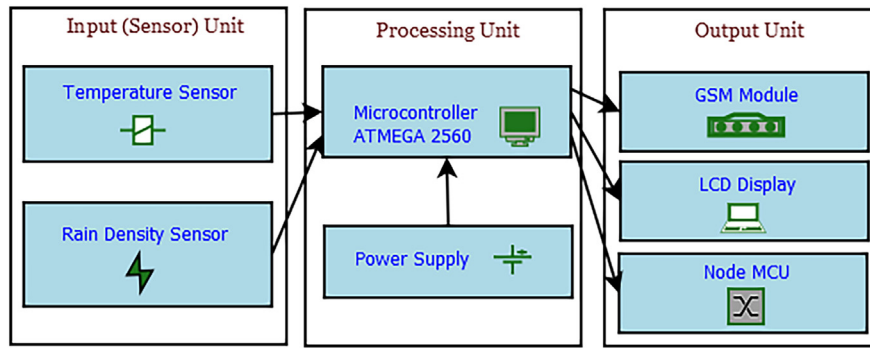 Input (Sensor) Unit
Temperature Sensor
Rain Density Sensor
Processing Unit
Microcontroller
ATMEGA 2560
Power Supply
Output Unit
GSM Module
LCD Display
Node MCU